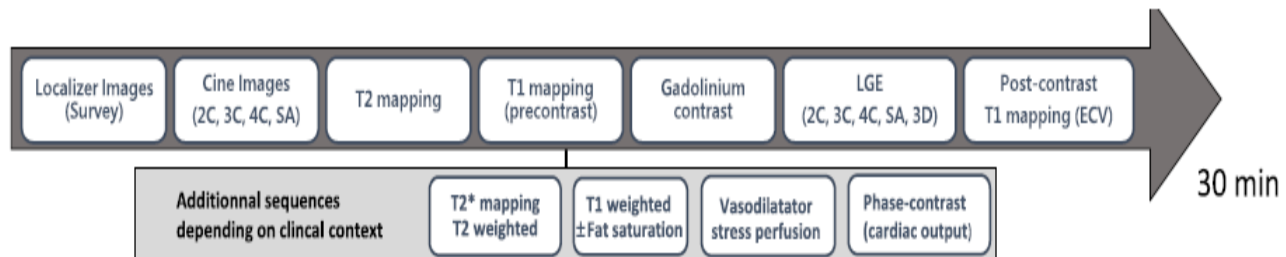 Localizer Images
(Survey)
Cine Images
(2C, 3C, 4C, SA)
T2 mapping
T1 mapping
(precontrast)
Gadolinium
contrast
LGE
(2C, 3C, 4C, SA, 3D)
Post-contrast
T1 mapping (ECV)
30 min
Additionnal sequences
depending on clincal context
T2* mapping
T2 weighted
T1 weighted
±Fat saturation
Vasodilatator
stress perfusion
Phase-contrast
(cardiac output)